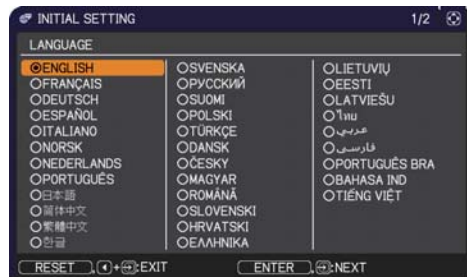 INITIAL SETTING 1/2
LANGUAGE
ENGLISH
FRANÇAIS
DEUTSCH
ESPAÑOL
ITALIANO
NORSK
NEDERLANDS
PORTUGUÊS
日本語
简体中文
繁體中文
한글
SVENSKA
РУССКИЙ
SUOMI
POLSKI
TÜRKÇE
DANSK
ČESKY
MAGYAR
ROMÂNĂ
SLOVENSKI
HRVATSKI
ΕΛΛΗΝΙΚΑ
LIETUVIŲ
EESTI
LATVIEŠU
ไทย
عربي
فارسی
PORTUGUÊS BRA
BAHASA IND
TIẾNG VIỆT
RESET , + :EXIT ENTER , :NEXT